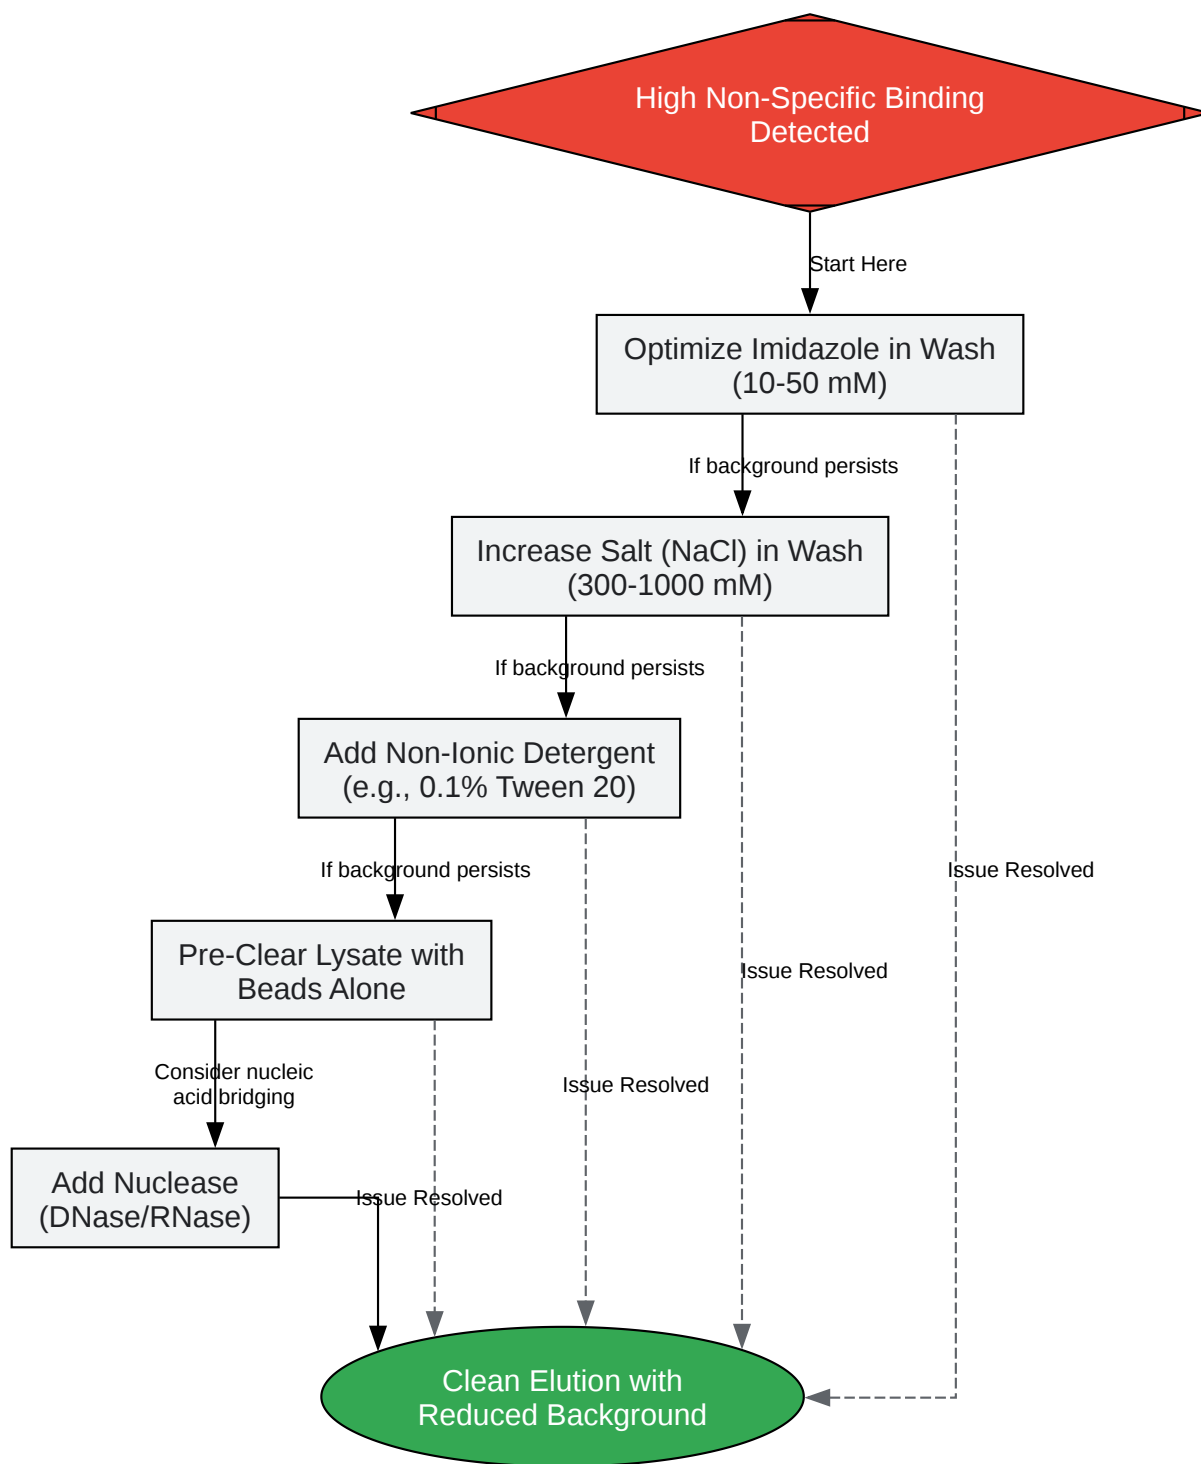 High Non-Specific Binding
Detected
Start Here
Optimize Imidazole in Wash
(10-50 mM)
If background persists
Increase Salt (NaCl) in Wash
(300-1000 mM)
If background persists
Add Non-Ionic Detergent
(e.g., 0.1% Tween 20)
If background persists
Issue Resolved
Pre-Clear Lysate with
Beads Alone
Issue Resolved
Consider nucleic
acid bridging
Issue Resolved
Add Nuclease
(DNase/RNase)
Issue Resolved
Clean Elution with
Reduced Background